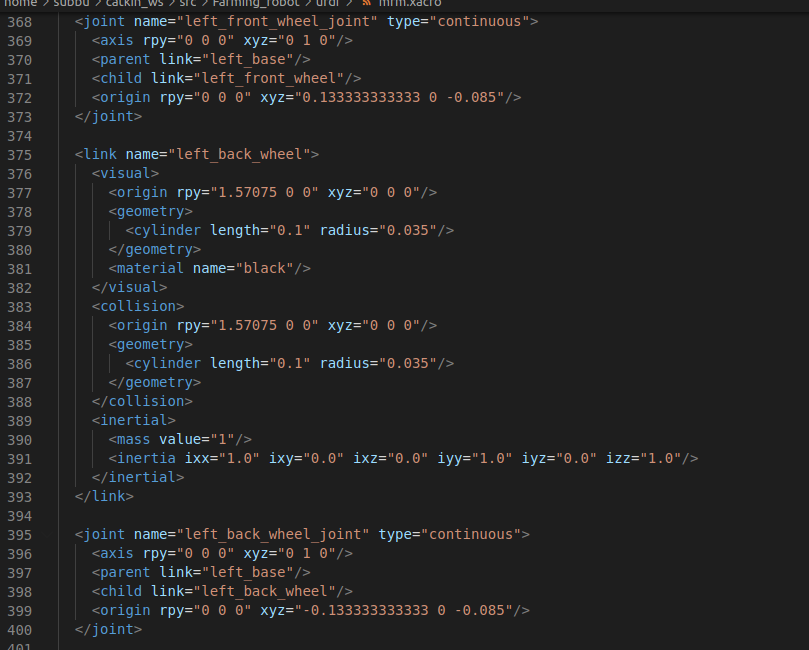 home > subbu > catkin_ws > src > Farming_robot > urdf > mfm.xacro
368 <joint name="left_front_wheel_joint" type="continuous">
369 <axis rpy="0 0 0" xyz="0 1 0"/>
370 <parent link="left_base"/>
371 <child link="left_front_wheel"/>
372 <origin rpy="0 0 0" xyz="0.133333333333 0 -0.085"/>
373 </joint>
374
375 <link name="left_back_wheel">
376 <visual>
377 <origin rpy="1.57075 0 0" xyz="0 0 0"/>
378 <geometry>
379 <cylinder length="0.1" radius="0.035"/>
380 </geometry>
381 <material name="black"/>
382 </visual>
383 <collision>
384 <origin rpy="1.57075 0 0" xyz="0 0 0"/>
385 <geometry>
386 <cylinder length="0.1" radius="0.035"/>
387 </geometry>
388 </collision>
389 <inertial>
390 <mass value="1"/>
391 <inertia ixx="1.0" ixy="0.0" ixz="0.0" iyy="1.0" iyz="0.0" izz="1.0"/>
392 </inertial>
393 </link>
394
395 <joint name="left_back_wheel_joint" type="continuous">
396 <axis rpy="0 0 0" xyz="0 1 0"/>
397 <parent link="left_base"/>
398 <child link="left_back_wheel"/>
399 <origin rpy="0 0 0" xyz="-0.133333333333 0 -0.085"/>
400 </joint>
401